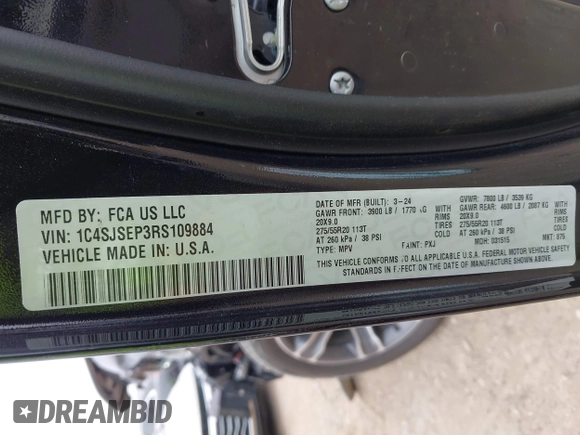 MFD BY: FCA US LLC
VIN: 1C4SJSEP3RS109884
VEHICLE MADE IN: U.S.A.
DATE OF MFR (BUILT): 3-24
GAWR FRONT: 3900 LB / 1770 KG
20X9.0
275/55R20 113T
AT 260 kPa / 38 PSI
TYPE: MPV
WITH
RIMS
TIRES
COLD
PAINT: PXJ
GVWR: 7800 LB / 3539 KG
GAWR REAR: 4600 LB / 2087 KG
20X9.0
275/55R20 113T
AT 260 kPa / 38 PSI
MDH: 031515
WITH
RIMS
TIRES
COLD
MKT: 975
THIS VEHICLE CONFORMS TO ALL APPLICABLE U.S.A. FEDERAL MOTOR VEHICLE SAFETY
STANDARDS IN EFFECT ON THE DATE OF MANUFACTURE SHOWN ABOVE.
DREAMBID